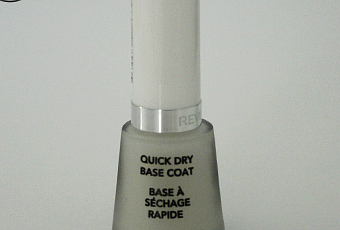 REV
QUICK DRY
BASE COAT
BASE À
SÉCHAGE
RAPIDE